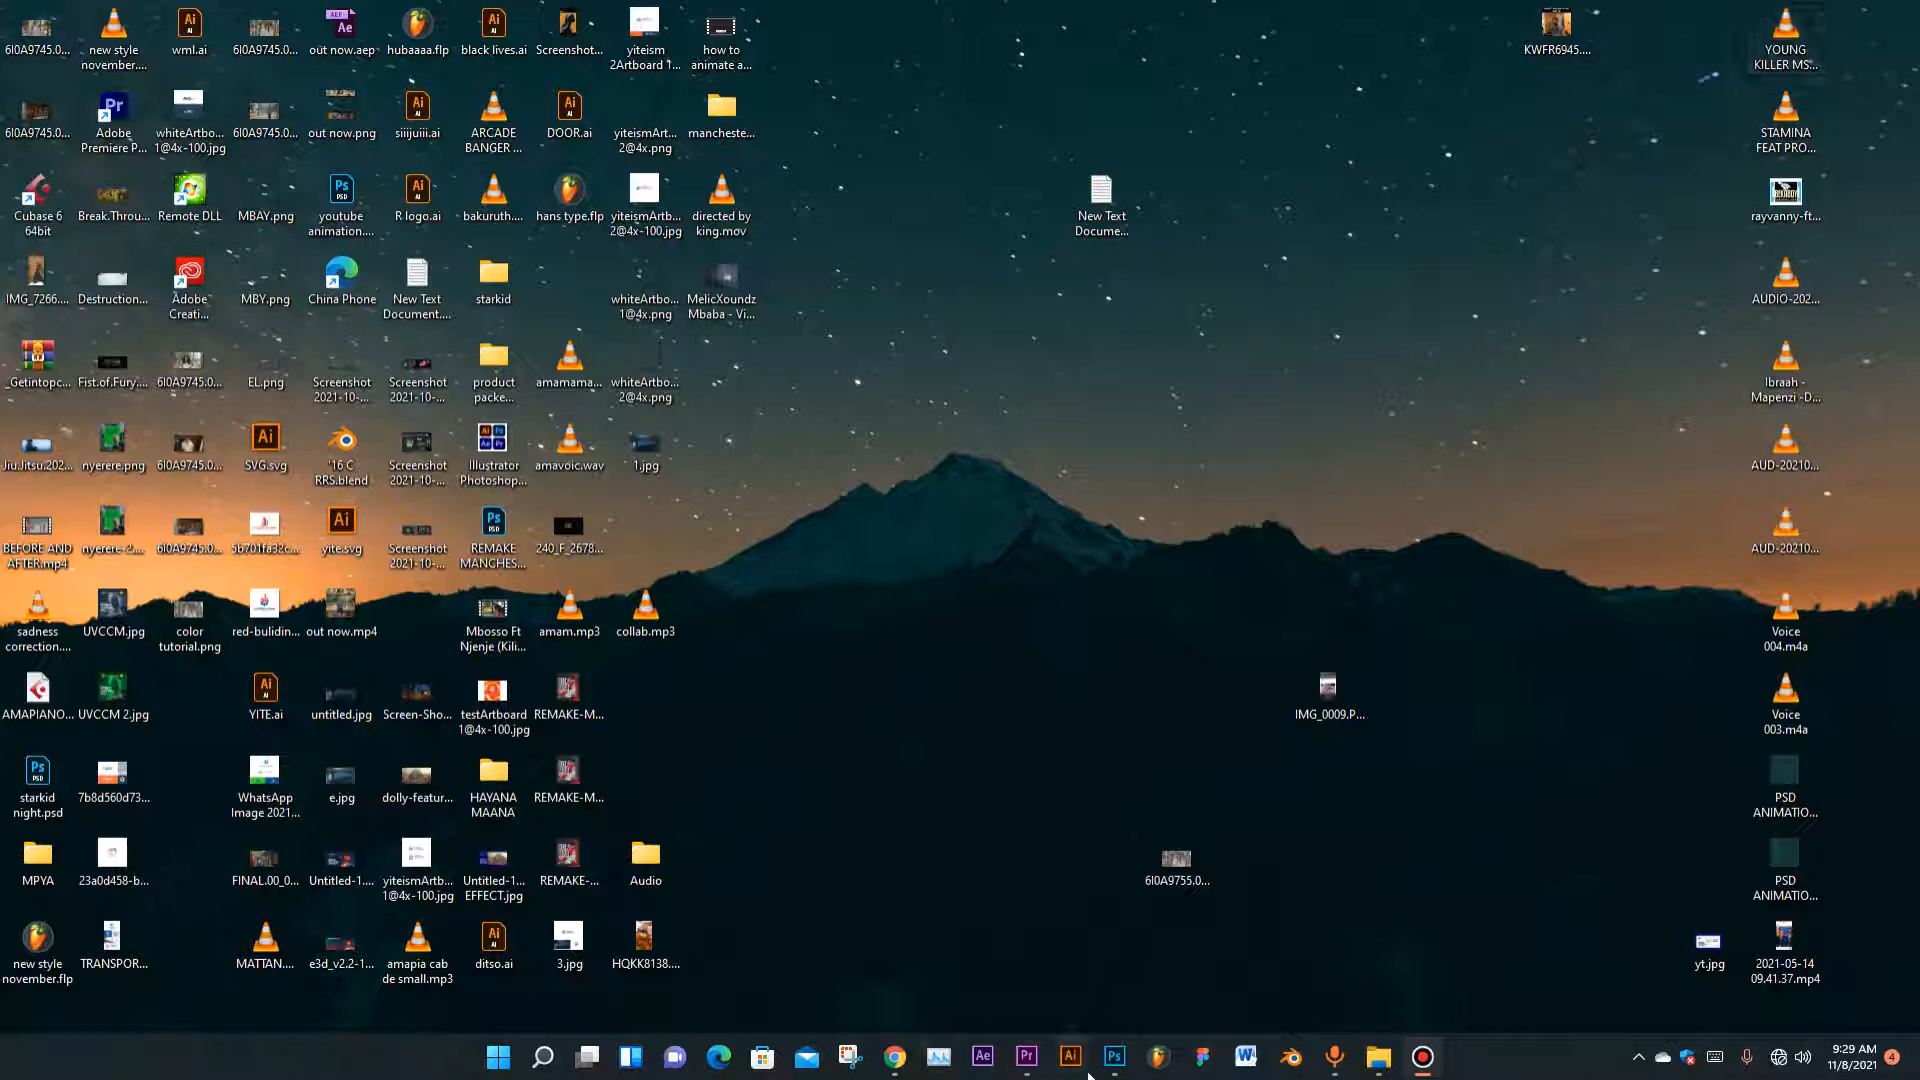 6I0A9745.0...
new style
november....
wml.ai
6I0A9745.0...
out now.aep
hubaaaa.flp
black lives.ai
Screenshot...
yiteism
2Artboard 1...
how to
animate a...
KWFR6945....
YOUNG
KILLER MS...
6I0A9745.0...
Adobe
Premiere P...
whiteArtbo...
1@4x-100.jpg
6I0A9745.0...
out now.png
siiijuiii.ai
ARCADE
BANGER ...
DOOR.ai
yiteismArt...
2@4x.png
mancheste...
STAMINA
FEAT PRO...
Cubase 6
64bit
Break.Throu...
Remote DLL
MBAY.png
youtube
animation....
R logo.ai
bakuruth....
hans type.flp
yiteismArtb...
2@4x-100.jpg
directed by
king.mov
New Text
Docume...
rayvanny-ft...
IMG_7266....
Destruction...
Adobe
Creati...
MBY.png
China Phone
New Text
Document....
starkid
whiteArtbo...
1@4x.png
MelicXoundz
Mbaba - Vi...
AUDIO-202...
_Getintopc...
Fist.of.Fury....
6I0A9745.0...
EL.png
Screenshot
2021-10-...
Screenshot
2021-10-...
product
packe...
amamama...
whiteArtbo...
2@4x.png
Ibraah -
Mapenzi -D...
Jiu.Jitsu.202...
nyerere.png
6I0A9745.0...
SVG.svg
'16 C
RRS.blend
Screenshot
2021-10-...
Illustrator
Photoshop...
amavoic.wav
1.jpg
AUD-20210...
BEFORE AND
AFTER.mp4
nyerere-2....
6I0A9745.0...
5b701fa32c...
yite.svg
Screenshot
2021-10-...
REMAKE
MANCHES...
240_F_2678...
AUD-20210...
sadness
correction....
UVCCM.jpg
color
tutorial.png
red-bulidin...
out now.mp4
Mbosso Ft
Njenje (Kili...
amam.mp3
collab.mp3
Voice
004.m4a
AMAPIANO...
UVCCM 2.jpg
YITE.ai
untitled.jpg
Screen-Sho...
testArtboard
1@4x-100.jpg
REMAKE-M...
IMG_0009.P...
Voice
003.m4a
starkid
night.psd
7b8d560d73...
WhatsApp
Image 2021...
e.jpg
dolly-featur...
HAYANA
MAANA
REMAKE-M...
PSD
ANIMATIO...
MPYA
23a0d458-b...
FINAL.00_0...
Untitled-1....
yiteismArtb...
1@4x-100.jpg
Untitled-1...
EFFECT.jpg
REMAKE-...
Audio
6I0A9755.0...
PSD
ANIMATIO...
new style
november.flp
TRANSPOR...
MATTAN....
e3d_v2.2-1...
amapia cab
de small.mp3
ditso.ai
3.jpg
HQKK8138....
yt.jpg
2021-05-14
09.41.37.mp4
9:29 AM
11/8/2021
4